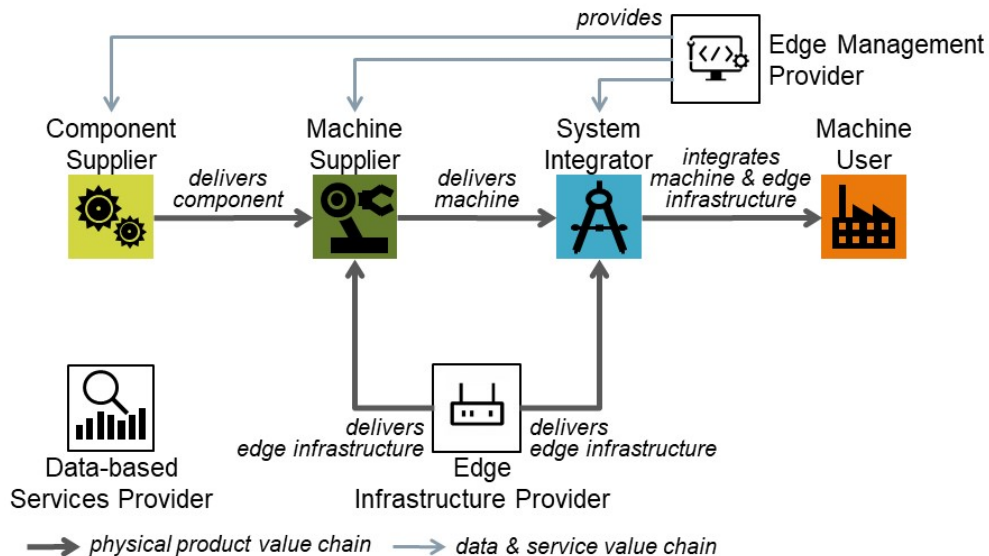 provides
Edge Management
Provider
Component
Supplier
Machine
Supplier
System
Integrator
Machine
User
delivers
component
delivers
machine
integrates
machine & edge
infrastructure
delivers
edge infrastructure
delivers
edge infrastructure
Data-based
Services Provider
Edge
Infrastructure Provider
physical product value chain
data & service value chain